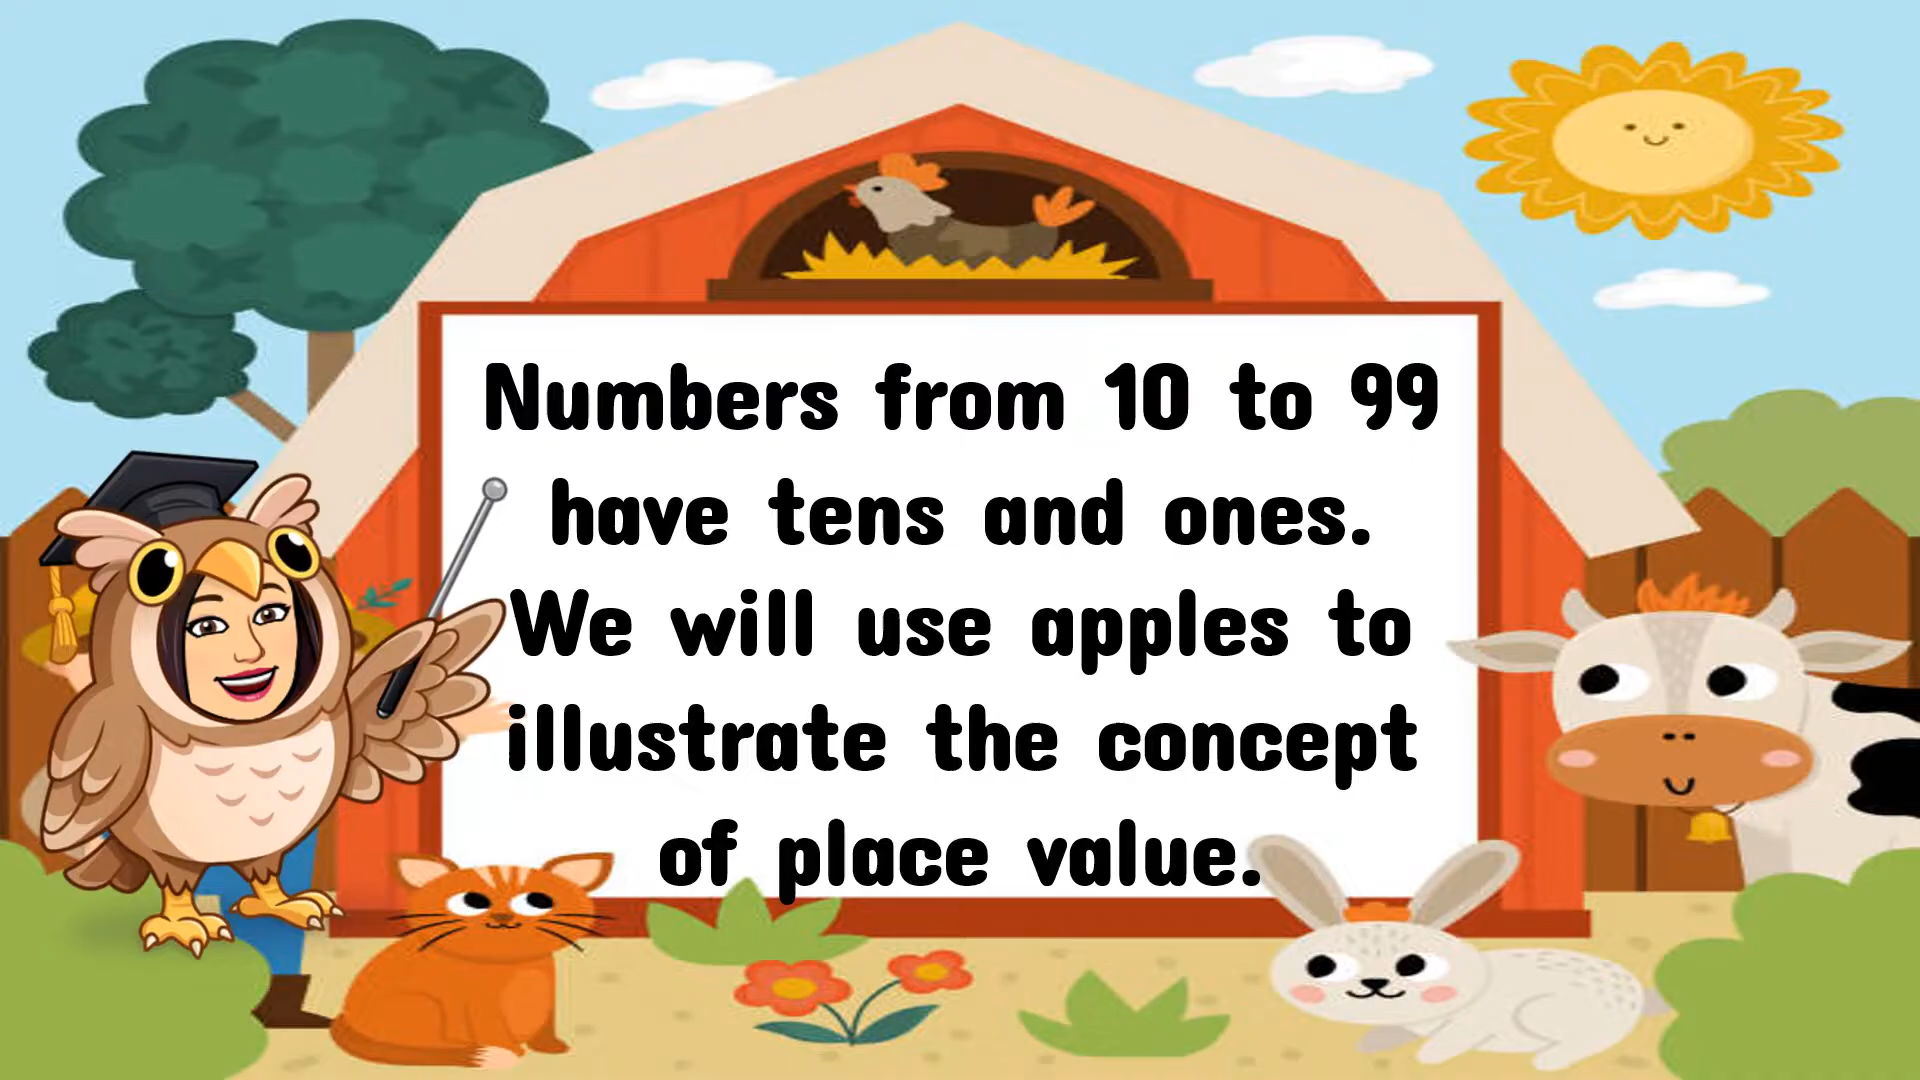 Numbers from 10 to 99
have tens and ones.
We will use apples to
illustrate the concept
of place value.